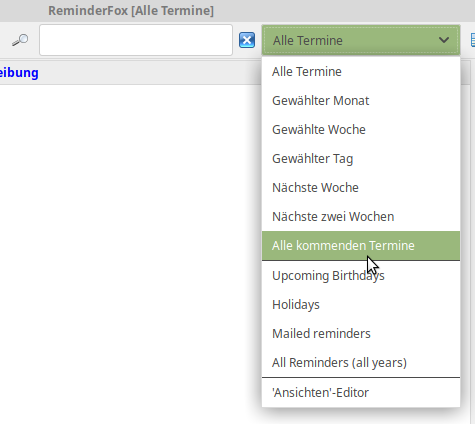 ReminderFox [Alle Termine]
Alle Termine
eibung
Alle Termine
Gewählter Monat
Gewählte Woche
Gewählter Tag
Nächste Woche
Nächste zwei Wochen
Alle kommenden Termine
Upcoming Birthdays
Holidays
Mailed reminders
All Reminders (all years)
'Ansichten'-Editor